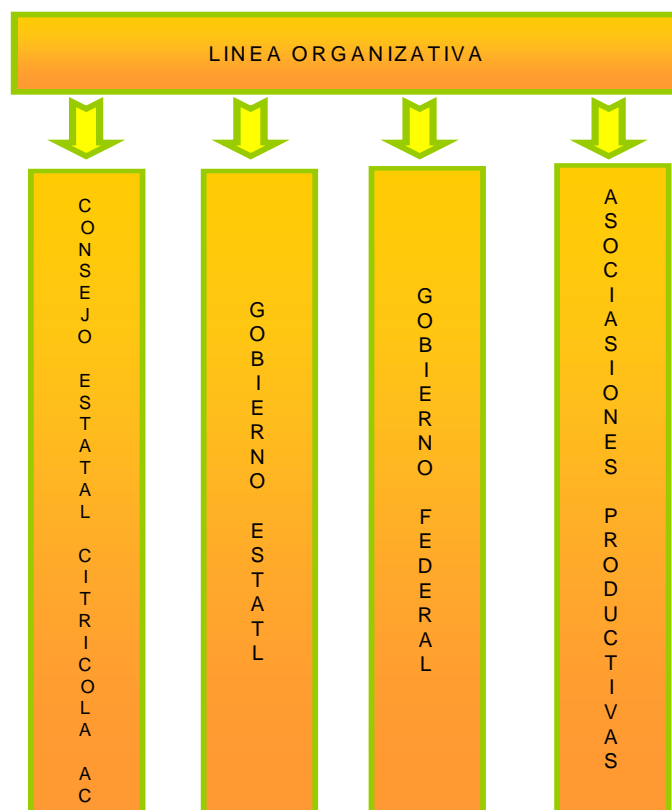 LINEA ORGANIZATIVA
CONSEJO ESTATAL CITRICOLA AC
GOBIERNO ESTATL
GOBIERNO FEDERAL
ASOCIASIONES PRODUCTIVAS